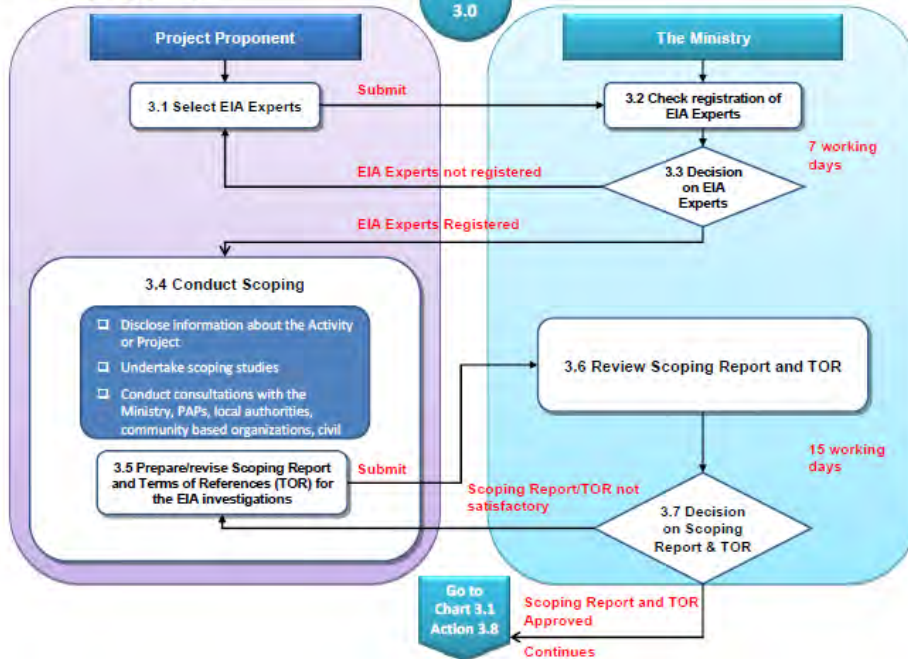 3.0
Project Proponent
The Ministry
3.1 Select EIA Experts
Submit
3.2 Check registration of
EIA Experts
7 working
days
EIA Experts not registered
3.3 Decision
on EIA
Experts
EIA Experts Registered
3.4 Conduct Scoping
Disclose information about the Activity
or Project
Undertake scoping studies
Conduct consultations with the
Ministry, PAPs, local authorities,
community based organizations, civil
3.6 Review Scoping Report and TOR
3.5 Prepare/revise Scoping Report
and Terms of References (TOR) for
the EIA investigations
Submit
15 working
days
Scoping Report/TOR not
satisfactory
3.7 Decision
on Scoping
Report & TOR
Go to
Chart 3.1
Action 3.8
Scoping Report and TOR
Approved
Continues